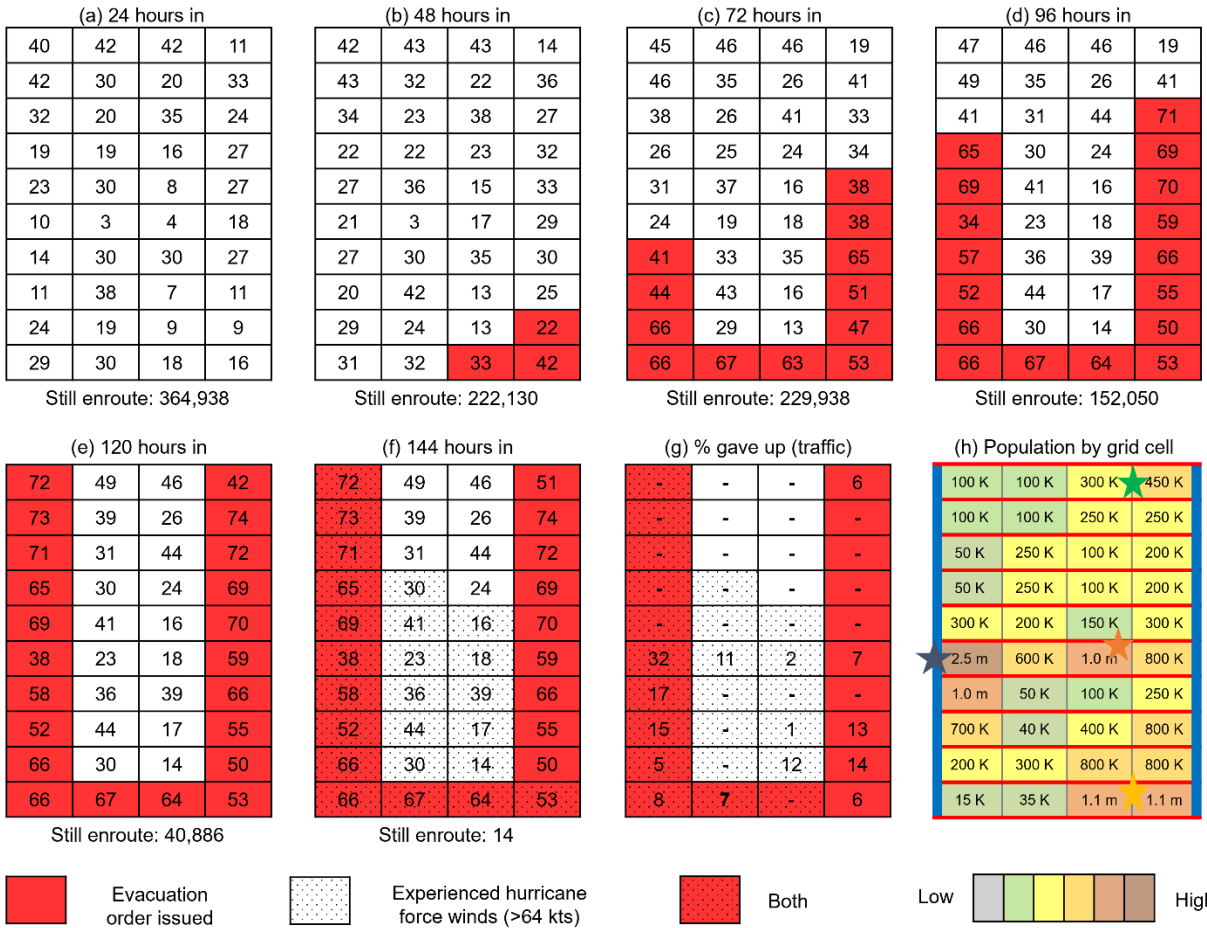 (a) 24 hours in
40 42 42 11
42 30 20 33
32 20 35 24
19 19 16 27
23 30 8 27
10 3 4 18
14 30 30 27
11 38 7 11
24 19 9 9
29 30 18 16
Still enroute: 364,938
(b) 48 hours in
42 43 43 14
43 32 22 36
34 23 38 27
22 22 23 32
27 36 15 33
21 3 17 29
27 30 35 30
20 42 13 25
29 24 13 22
31 32 33 42
Still enroute: 222,130
(c) 72 hours in
45 46 46 19
46 35 26 41
38 26 41 33
26 25 24 34
31 37 16 38
24 19 18 38
41 33 35 65
44 43 16 51
66 29 13 47
66 67 63 53
Still enroute: 229,938
(d) 96 hours in
47 46 46 19
49 35 26 41
41 31 44 71
65 30 24 69
69 41 16 70
34 23 18 59
57 36 39 66
52 44 17 55
66 30 14 50
66 67 64 53
Still enroute: 152,050
(e) 120 hours in
72 49 46 42
73 39 26 74
71 31 44 72
65 30 24 69
69 41 16 70
38 23 18 59
58 36 39 66
52 44 17 55
66 30 14 50
66 67 64 53
Still enroute: 40,886
(f) 144 hours in
72 49 46 51
73 39 26 74
71 31 44 72
65 30 24 69
69 41 16 70
38 23 18 59
58 36 39 66
52 44 17 55
66 30 14 50
66 67 64 53
Still enroute: 14
(g) % gave up (traffic)
- - - 6
- - - -
- - - -
- - - -
- - - -
32 11 2 7
17 - - -
15 - 1 13
5 - 12 14
8 7 - 6
(h) Population by grid cell
100 K 100 K 300 K 450 K
100 K 100 K 250 K 250 K
50 K 250 K 100 K 200 K
50 K 250 K 100 K 200 K
300 K 200 K 150 K 300 K
2.5 m 600 K 1.0 m 800 K
1.0 m 50 K 100 K 250 K
700 K 40 K 400 K 800 K
200 K 300 K 800 K 800 K
15 K 35 K 1.1 m 1.1 m
Evacuation
order issued
Experienced hurricane
force winds (>64 kts)
Both
Low
High